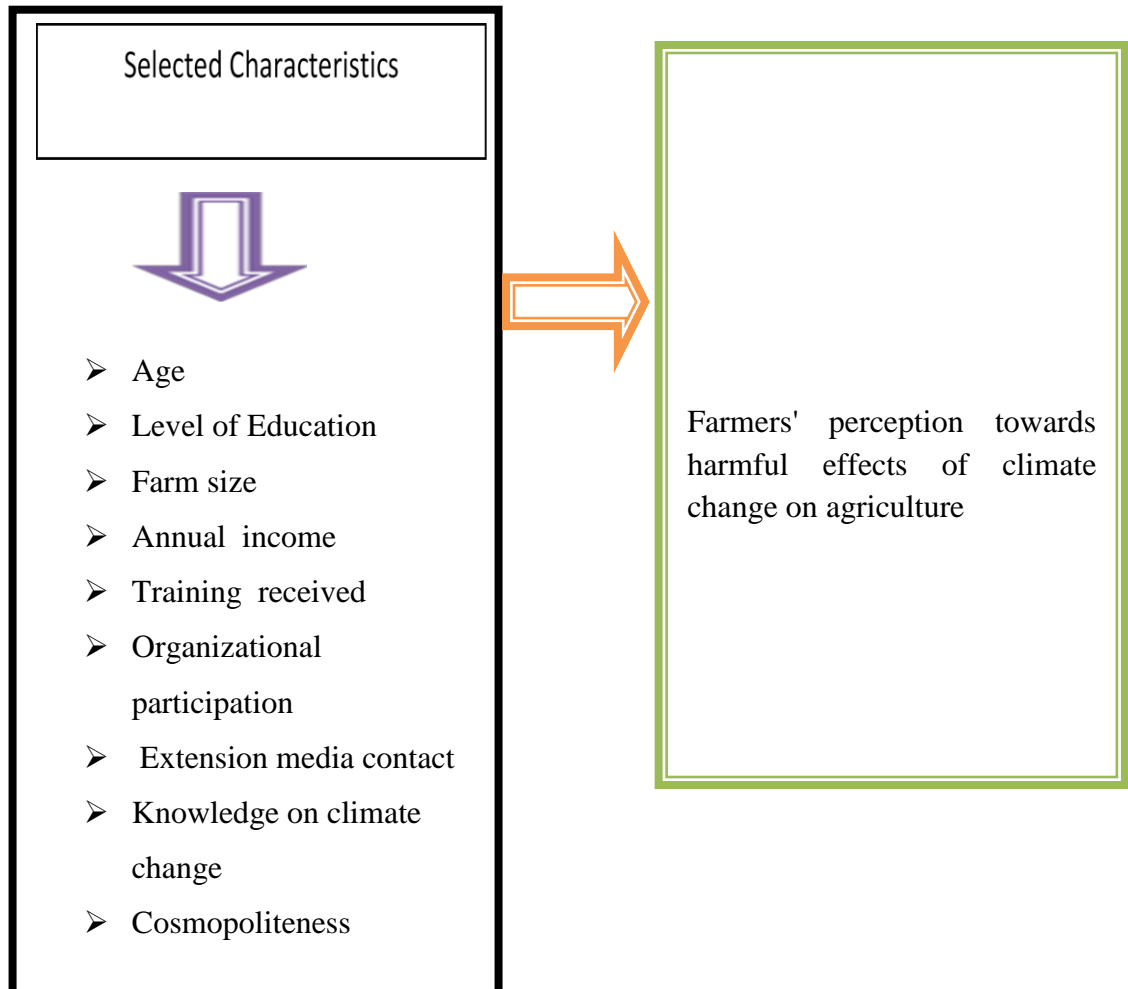 Selected Characteristics
➢ Age
➢ Level of Education
➢ Farm size
➢ Annual income
➢ Training received
➢ Organizational
participation
➢ Extension media contact
➢ Knowledge on climate
change
➢ Cosmopoliteness
Farmers' perception towards
harmful effects of climate
change on agriculture